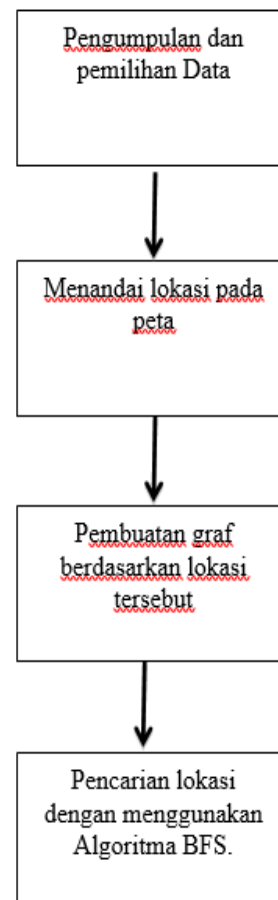 Pengumpulan dan
pemilihan Data
Menandai lokasi pada
peta
Pembuatan graf
berdasarkan lokasi
tersebut
Pencarian lokasi
dengan menggunakan
Algoritma BFS.